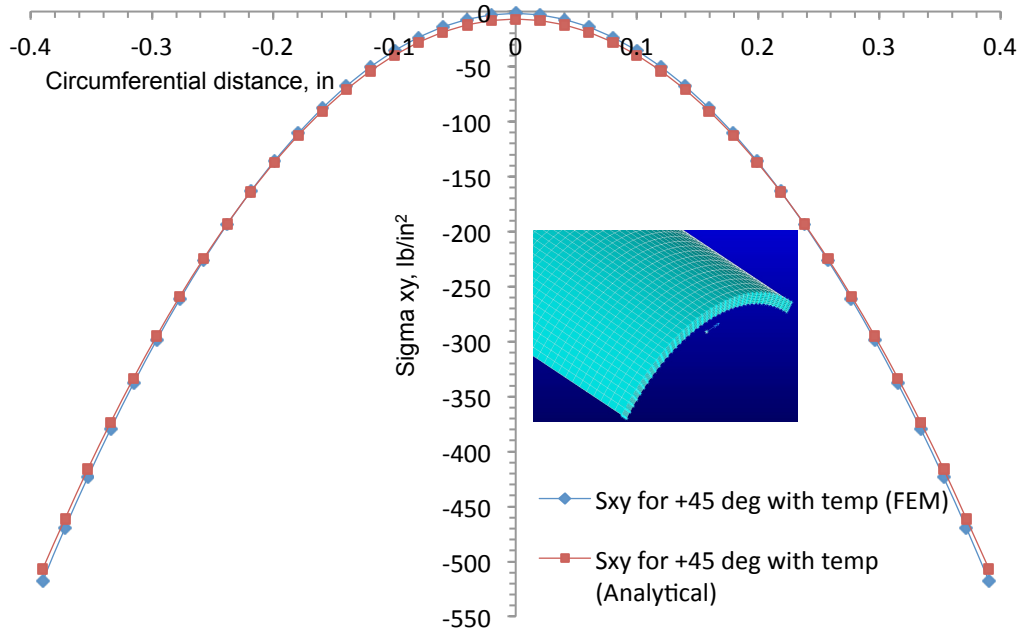 0
-0.4 -0.3 -0.2 -0.1 0 0.1 0.2 0.3 0.4
Circumferential distance, in
-50
-100
-150
-200
-250
-300
-350
-400
-450
-500
-550
Sigma xy, lb/in²
Sxy for +45 deg with temp (FEM)
Sxy for +45 deg with temp
(Analytical)